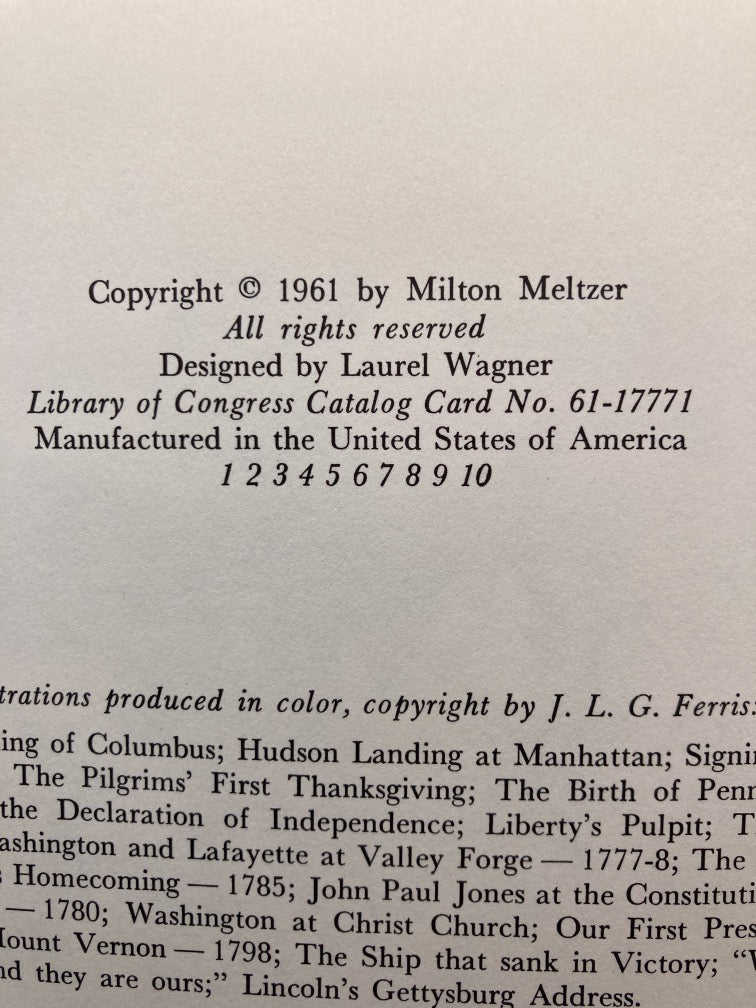 Copyright © 1961 by Milton Meltzer
All rights reserved
Designed by Laurel Wagner
Library of Congress Catalog Card No. 61-17771
Manufactured in the United States of America
1 2 3 4 5 6 7 8 9 10
trations produced in color, copyright by J. L. G. Ferris:
ing of Columbus; Hudson Landing at Manhattan; Signi
The Pilgrims’ First Thanksgiving; The Birth of Penn
the Declaration of Independence; Liberty’s Pulpit; T
ashington and Lafayette at Valley Forge — 1777-8; The
s Homecoming — 1785; John Paul Jones at the Constituti
— 1780; Washington at Christ Church; Our First Pres
Mount Vernon — 1798; The Ship that sank in Victory; “W
nd they are ours;” Lincoln’s Gettysburg Address.